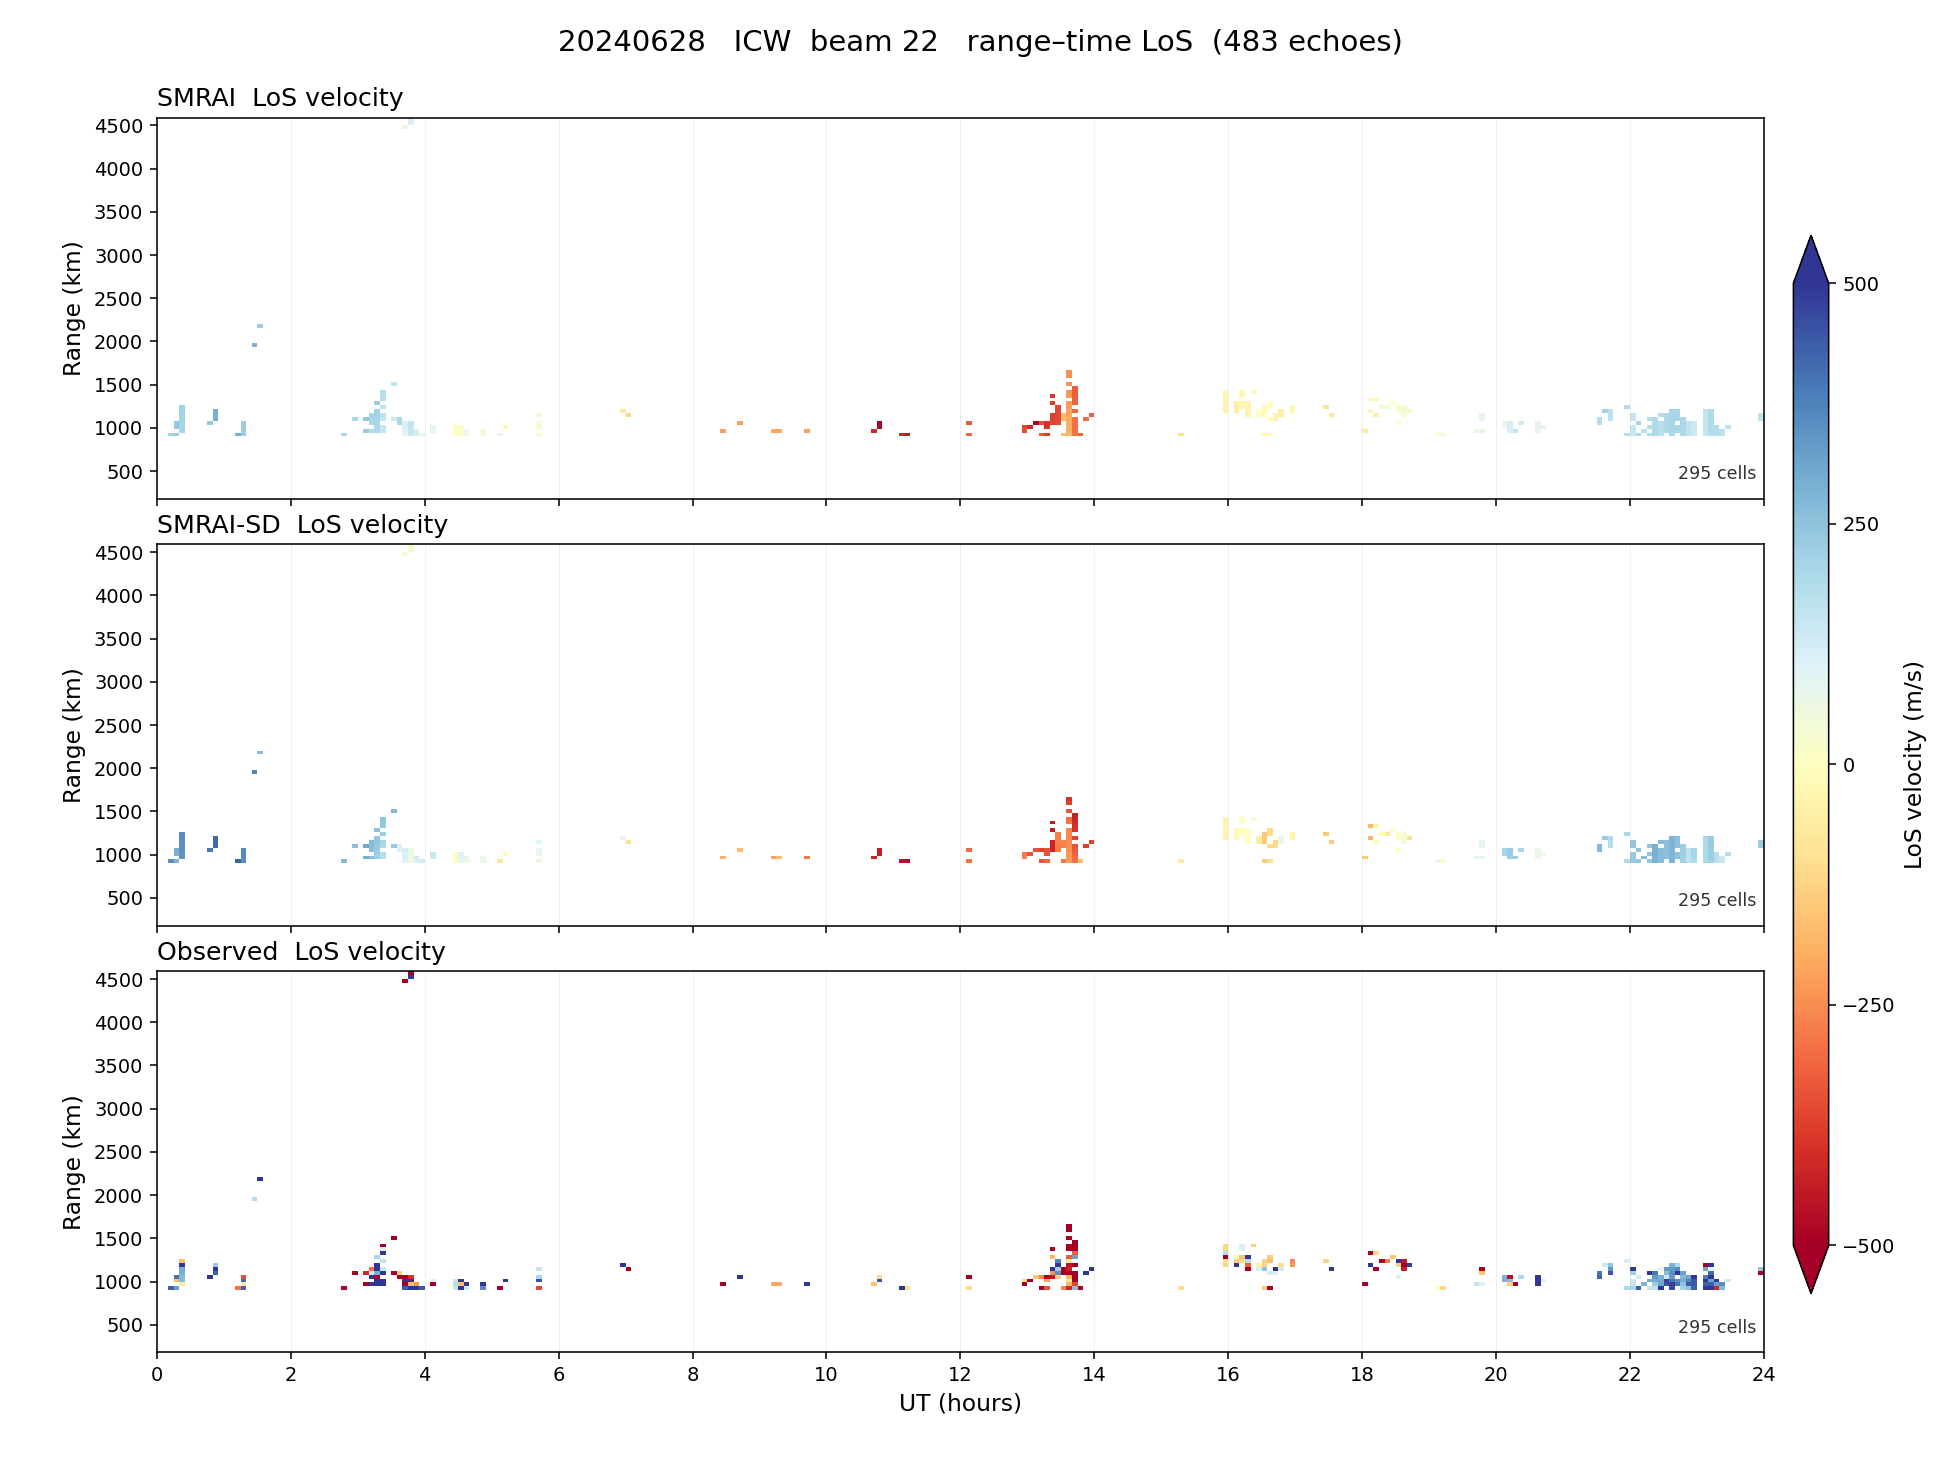 20240628   ICW  beam 22   range–time LoS  (483 echoes)
SMRAI  LoS velocity
4500
4000
3500
3000
2500
2000
1500
1000
500
Range (km)
295 cells
SMRAI-SD  LoS velocity
4500
4000
3500
3000
2500
2000
1500
1000
500
Range (km)
295 cells
Observed  LoS velocity
4500
4000
3500
3000
2500
2000
1500
1000
500
Range (km)
295 cells
0 2 4 6 8 10 12 14 16 18 20 22 24
UT (hours)
500
250
0
−250
−500
LoS velocity (m/s)